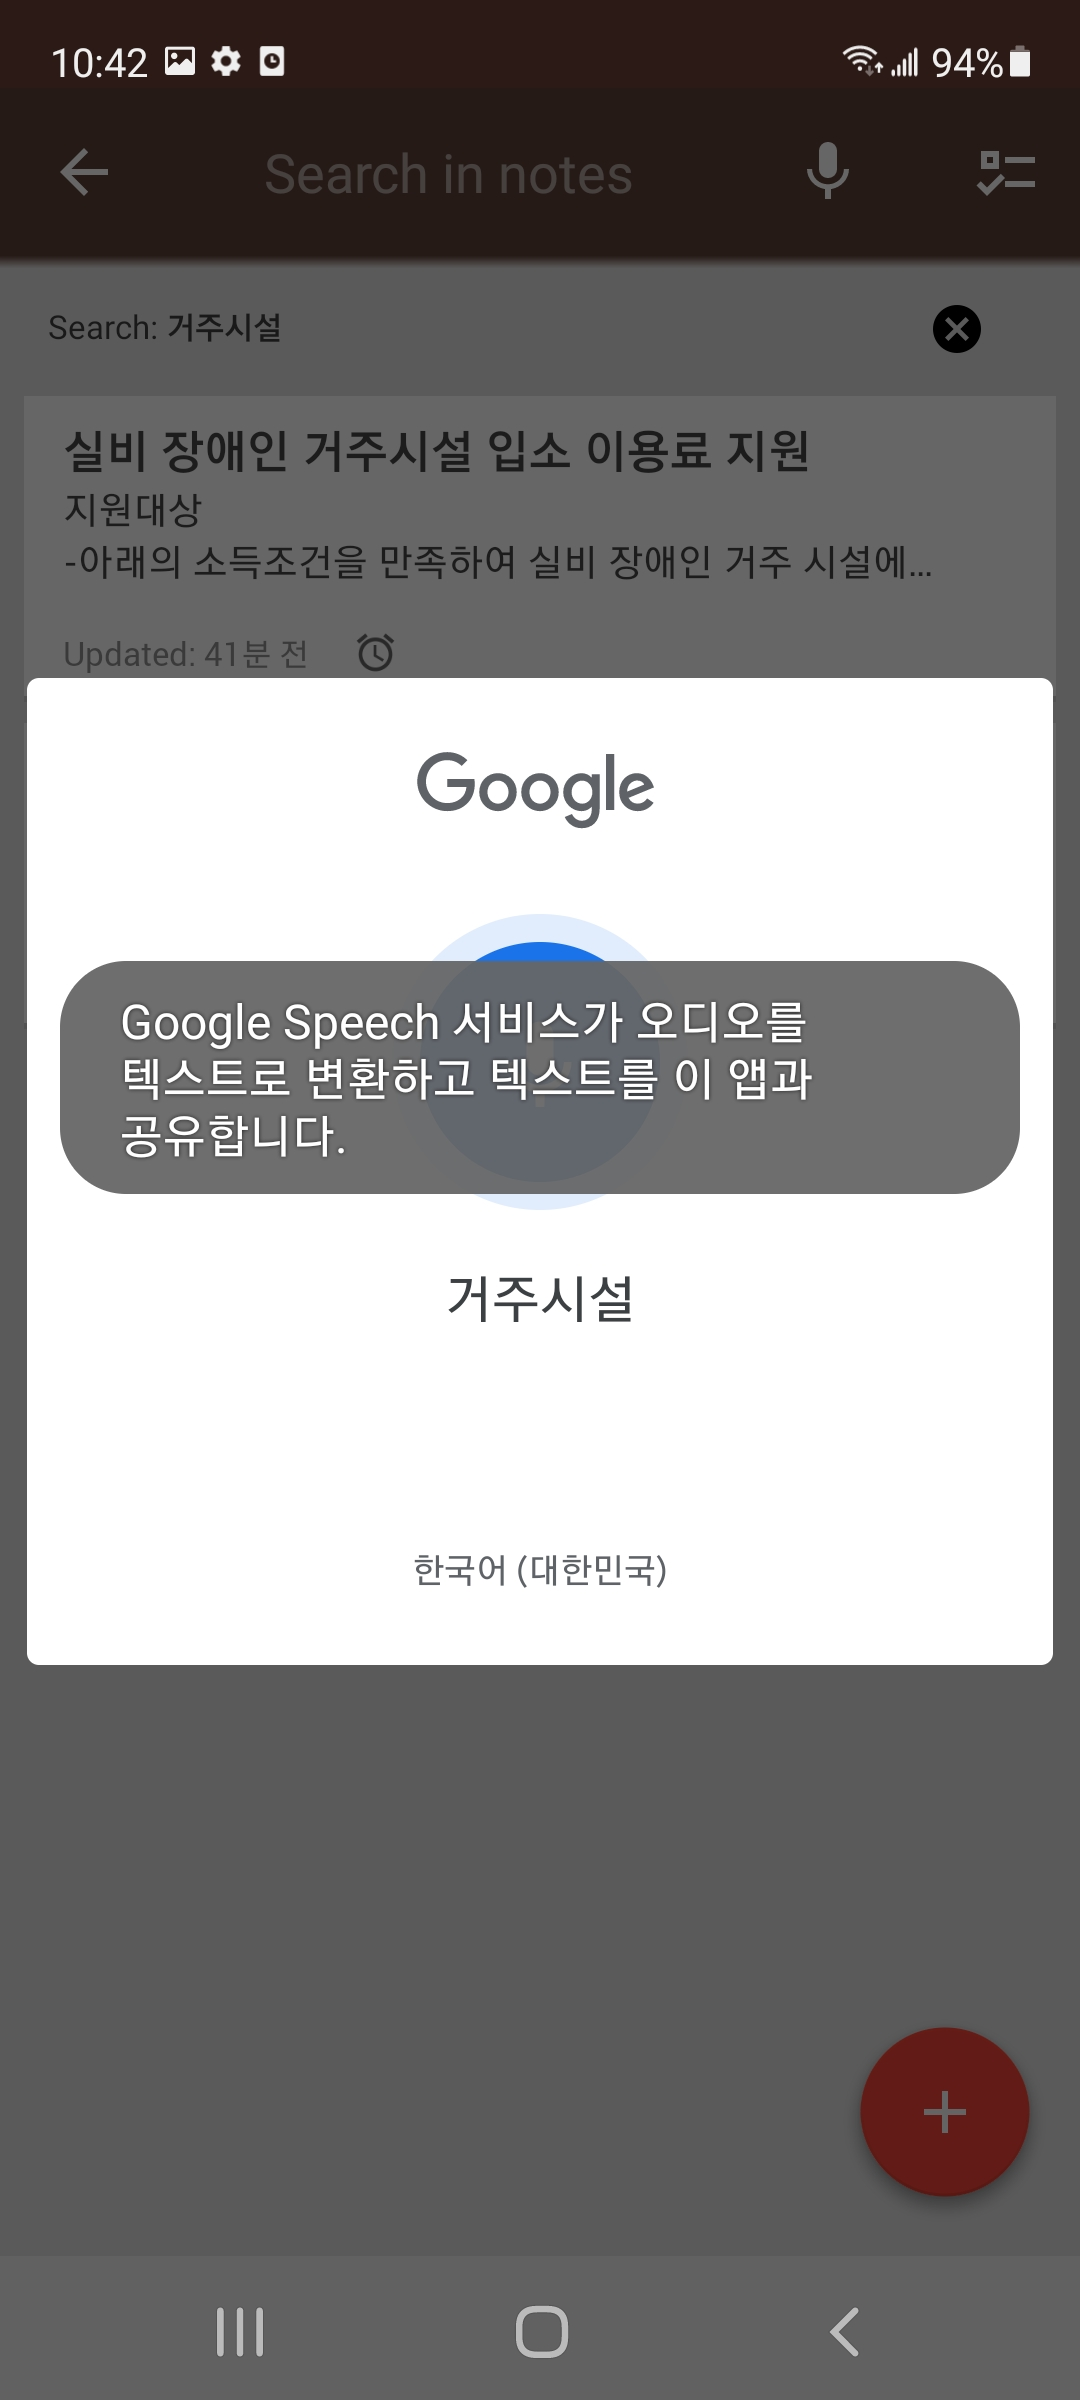 10:42
94%
Search in notes
Search: 거주시설
실비 장애인 거주시설 입소 이용료 지원
지원대상
-아래의 소득조건을 만족하여 실비 장애인 거주 시설에...
Updated: 41분 전
Google
Google Speech 서비스가 오디오를
텍스트로 변환하고 텍스트를 이 앱과
공유합니다.
거주시설
한국어 (대한민국)